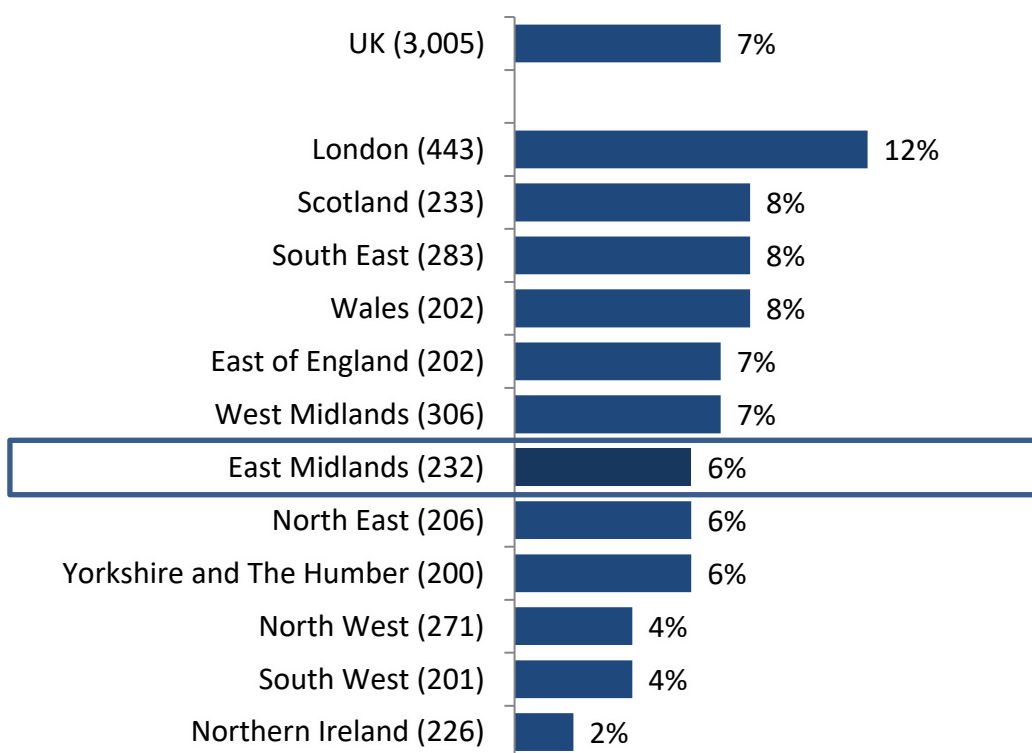 UK (3,005) 7%
London (443) 12%
Scotland (233) 8%
South East (283) 8%
Wales (202) 8%
East of England (202) 7%
West Midlands (306) 7%
East Midlands (232) 6%
North East (206) 6%
Yorkshire and The Humber (200) 6%
North West (271) 4%
South West (201) 4%
Northern Ireland (226) 2%